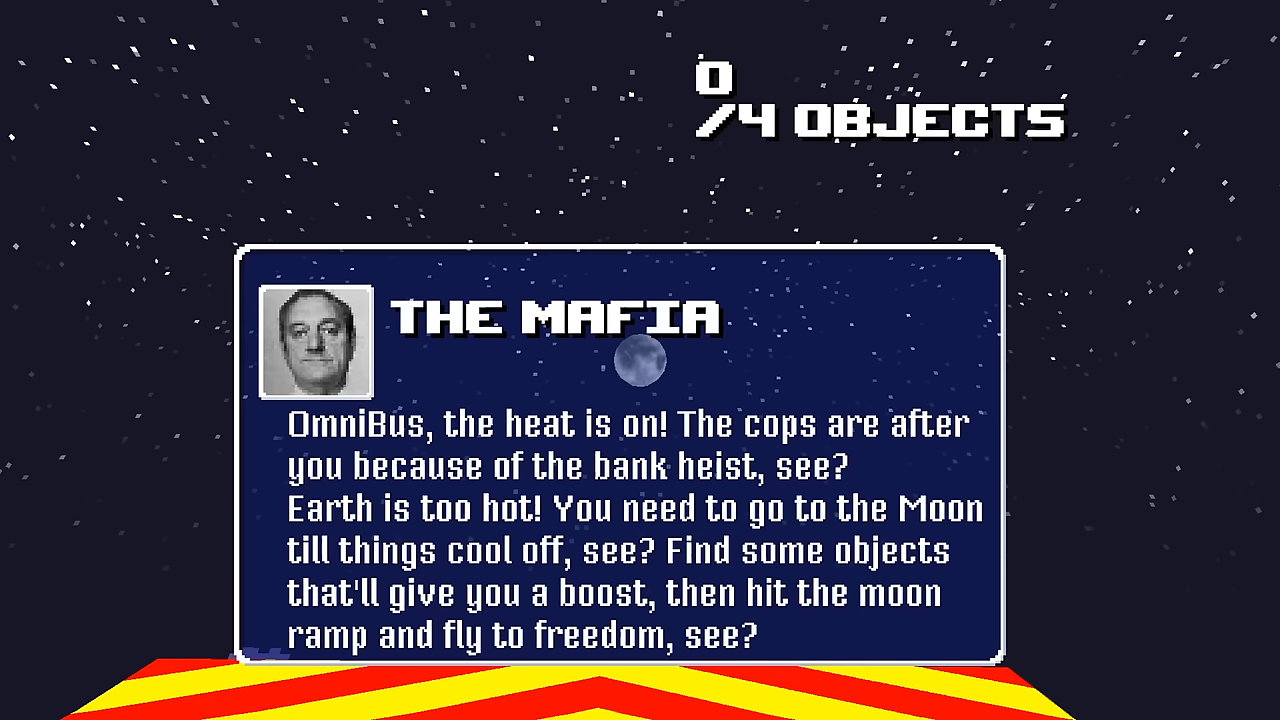 0
/4 OBJECTS
THE MAFIA
OmniBus, the heat is on! The cops are after
you because of the bank heist, see?
Earth is too hot! You need to go to the Moon
till things cool off, see? Find some objects
that'll give you a boost, then hit the moon
ramp and fly to freedom, see?